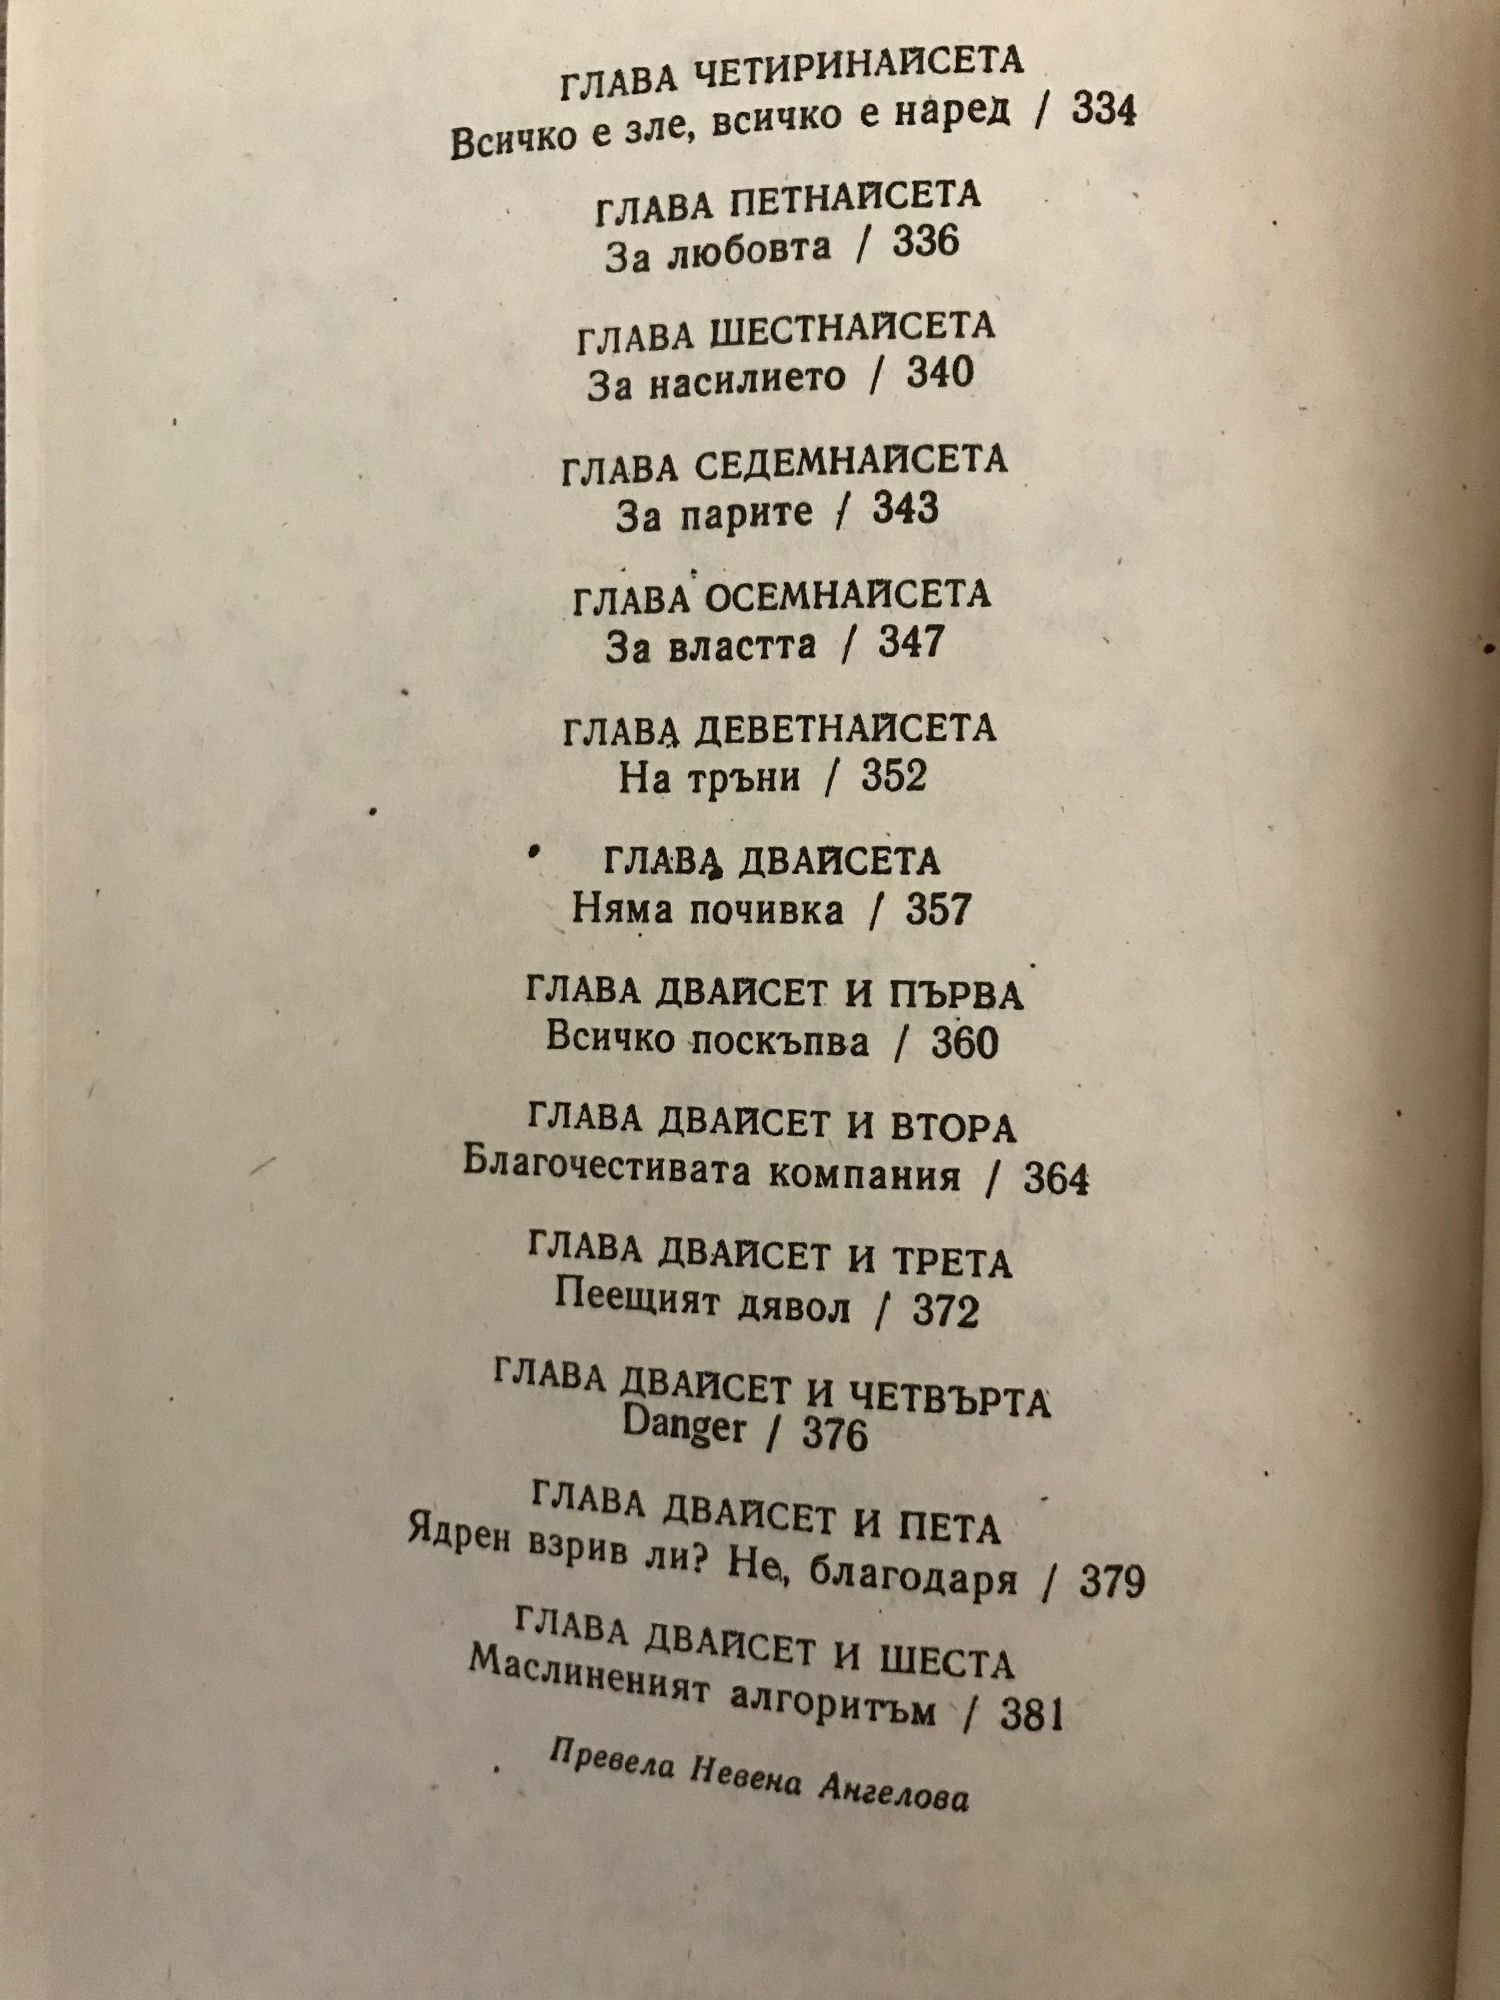 ГЛАВА ЧЕТИРИНАЙСЕТА
Всичко е зле, всичко е наред / 334
ГЛАВА ПЕТНАЙСЕТА
За любовта / 336
ГЛАВА ШЕСТНАЙСЕТА
За насилието / 340
ГЛАВА СЕДЕМНАЙСЕТА
За парите / 343
ГЛАВА ОСЕМНАЙСЕТА
За властта / 347
ГЛАВА ДЕВЕТНАЙСЕТА
На тръни / 352
ГЛАВА ДВАЙСЕТА
Няма почивка / 357
ГЛАВА ДВАЙСЕТ И ПЪРВА
Всичко поскъпва / 360
ГЛАВА ДВАЙСЕТ И ВТОРА
Благочестивата компания / 364
ГЛАВА ДВАЙСЕТ И ТРЕТА
Пеещият дявол / 372
ГЛАВА ДВАЙСЕТ И ЧЕТВЪРТА
Danger / 376
ГЛАВА ДВАЙСЕТ И ПЕТА
Ядрен взрив ли? Не, благодаря / 379
ГЛАВА ДВАЙСЕТ И ШЕСТА
Маслиненият алгоритъм / 381
Превела Невена Ангелова